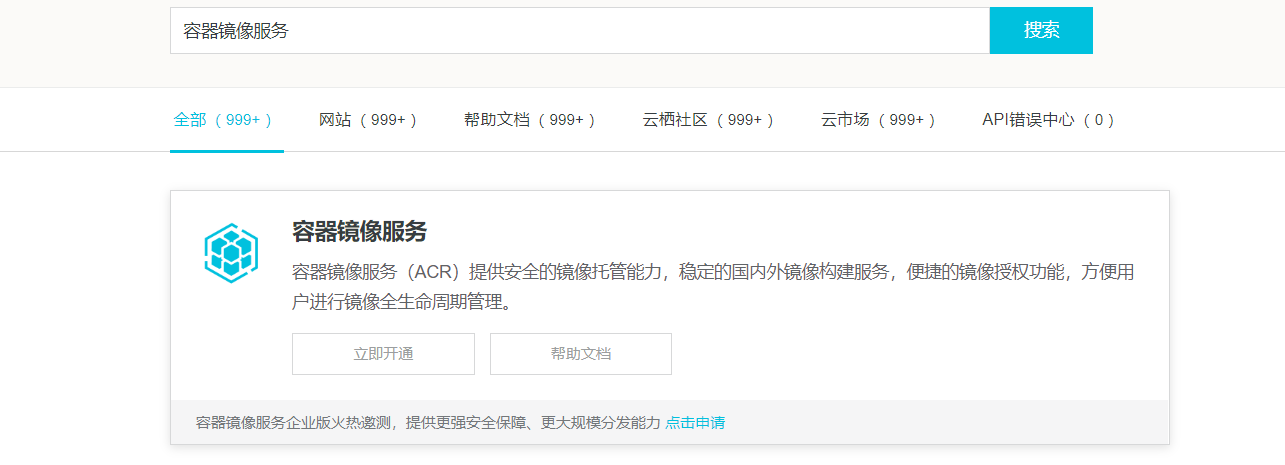 容器镜像服务
搜索
全部（999+）
网站（999+）
帮助文档（999+）
云栖社区（999+）
云市场（999+）
API错误中心（0）
容器镜像服务
容器镜像服务（ACR）提供安全的镜像托管能力，稳定的国内外镜像构建服务，便捷的镜像授权功能，方便用
户进行镜像全生命周期管理。
立即开通
帮助文档
容器镜像服务企业版火热邀测，提供更强安全保障、更大规模分发能力 点击申请